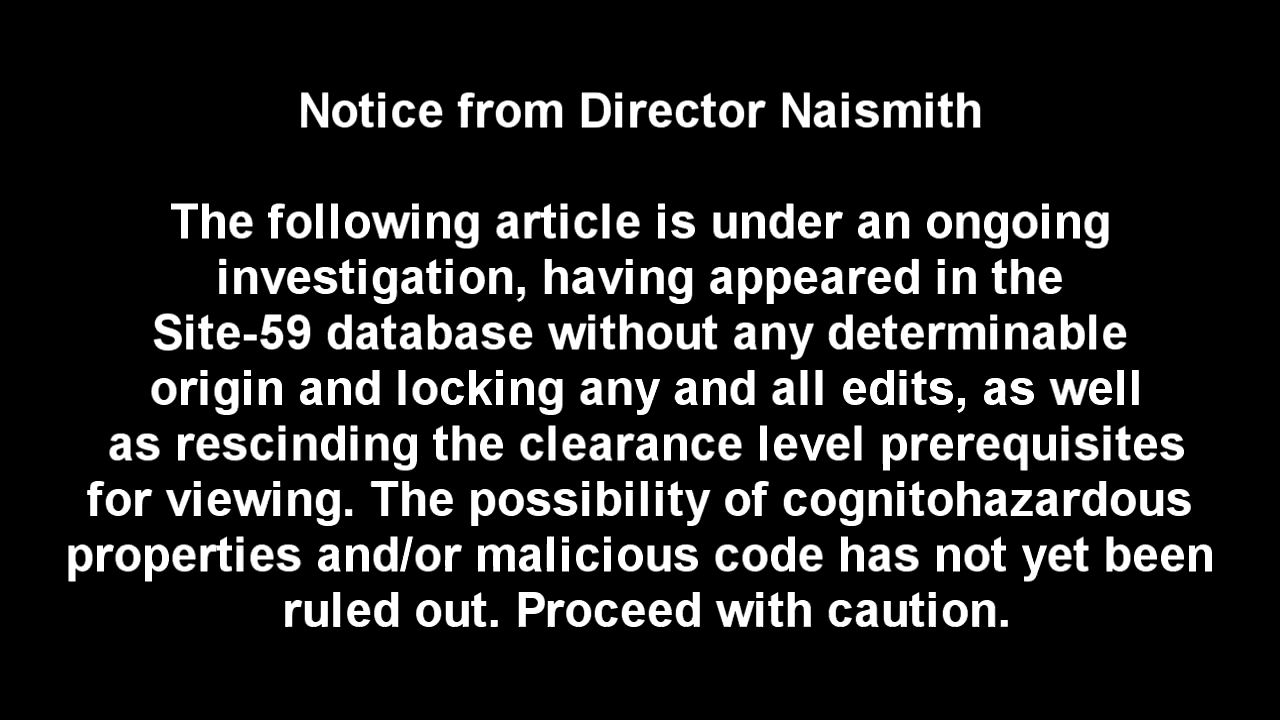 Notice from Director Naismith
The following article is under an ongoing
investigation, having appeared in the
Site-59 database without any determinable
origin and locking any and all edits, as well
as rescinding the clearance level prerequisites
for viewing. The possibility of cognitohazardous
properties and/or malicious code has not yet been
ruled out. Proceed with caution.